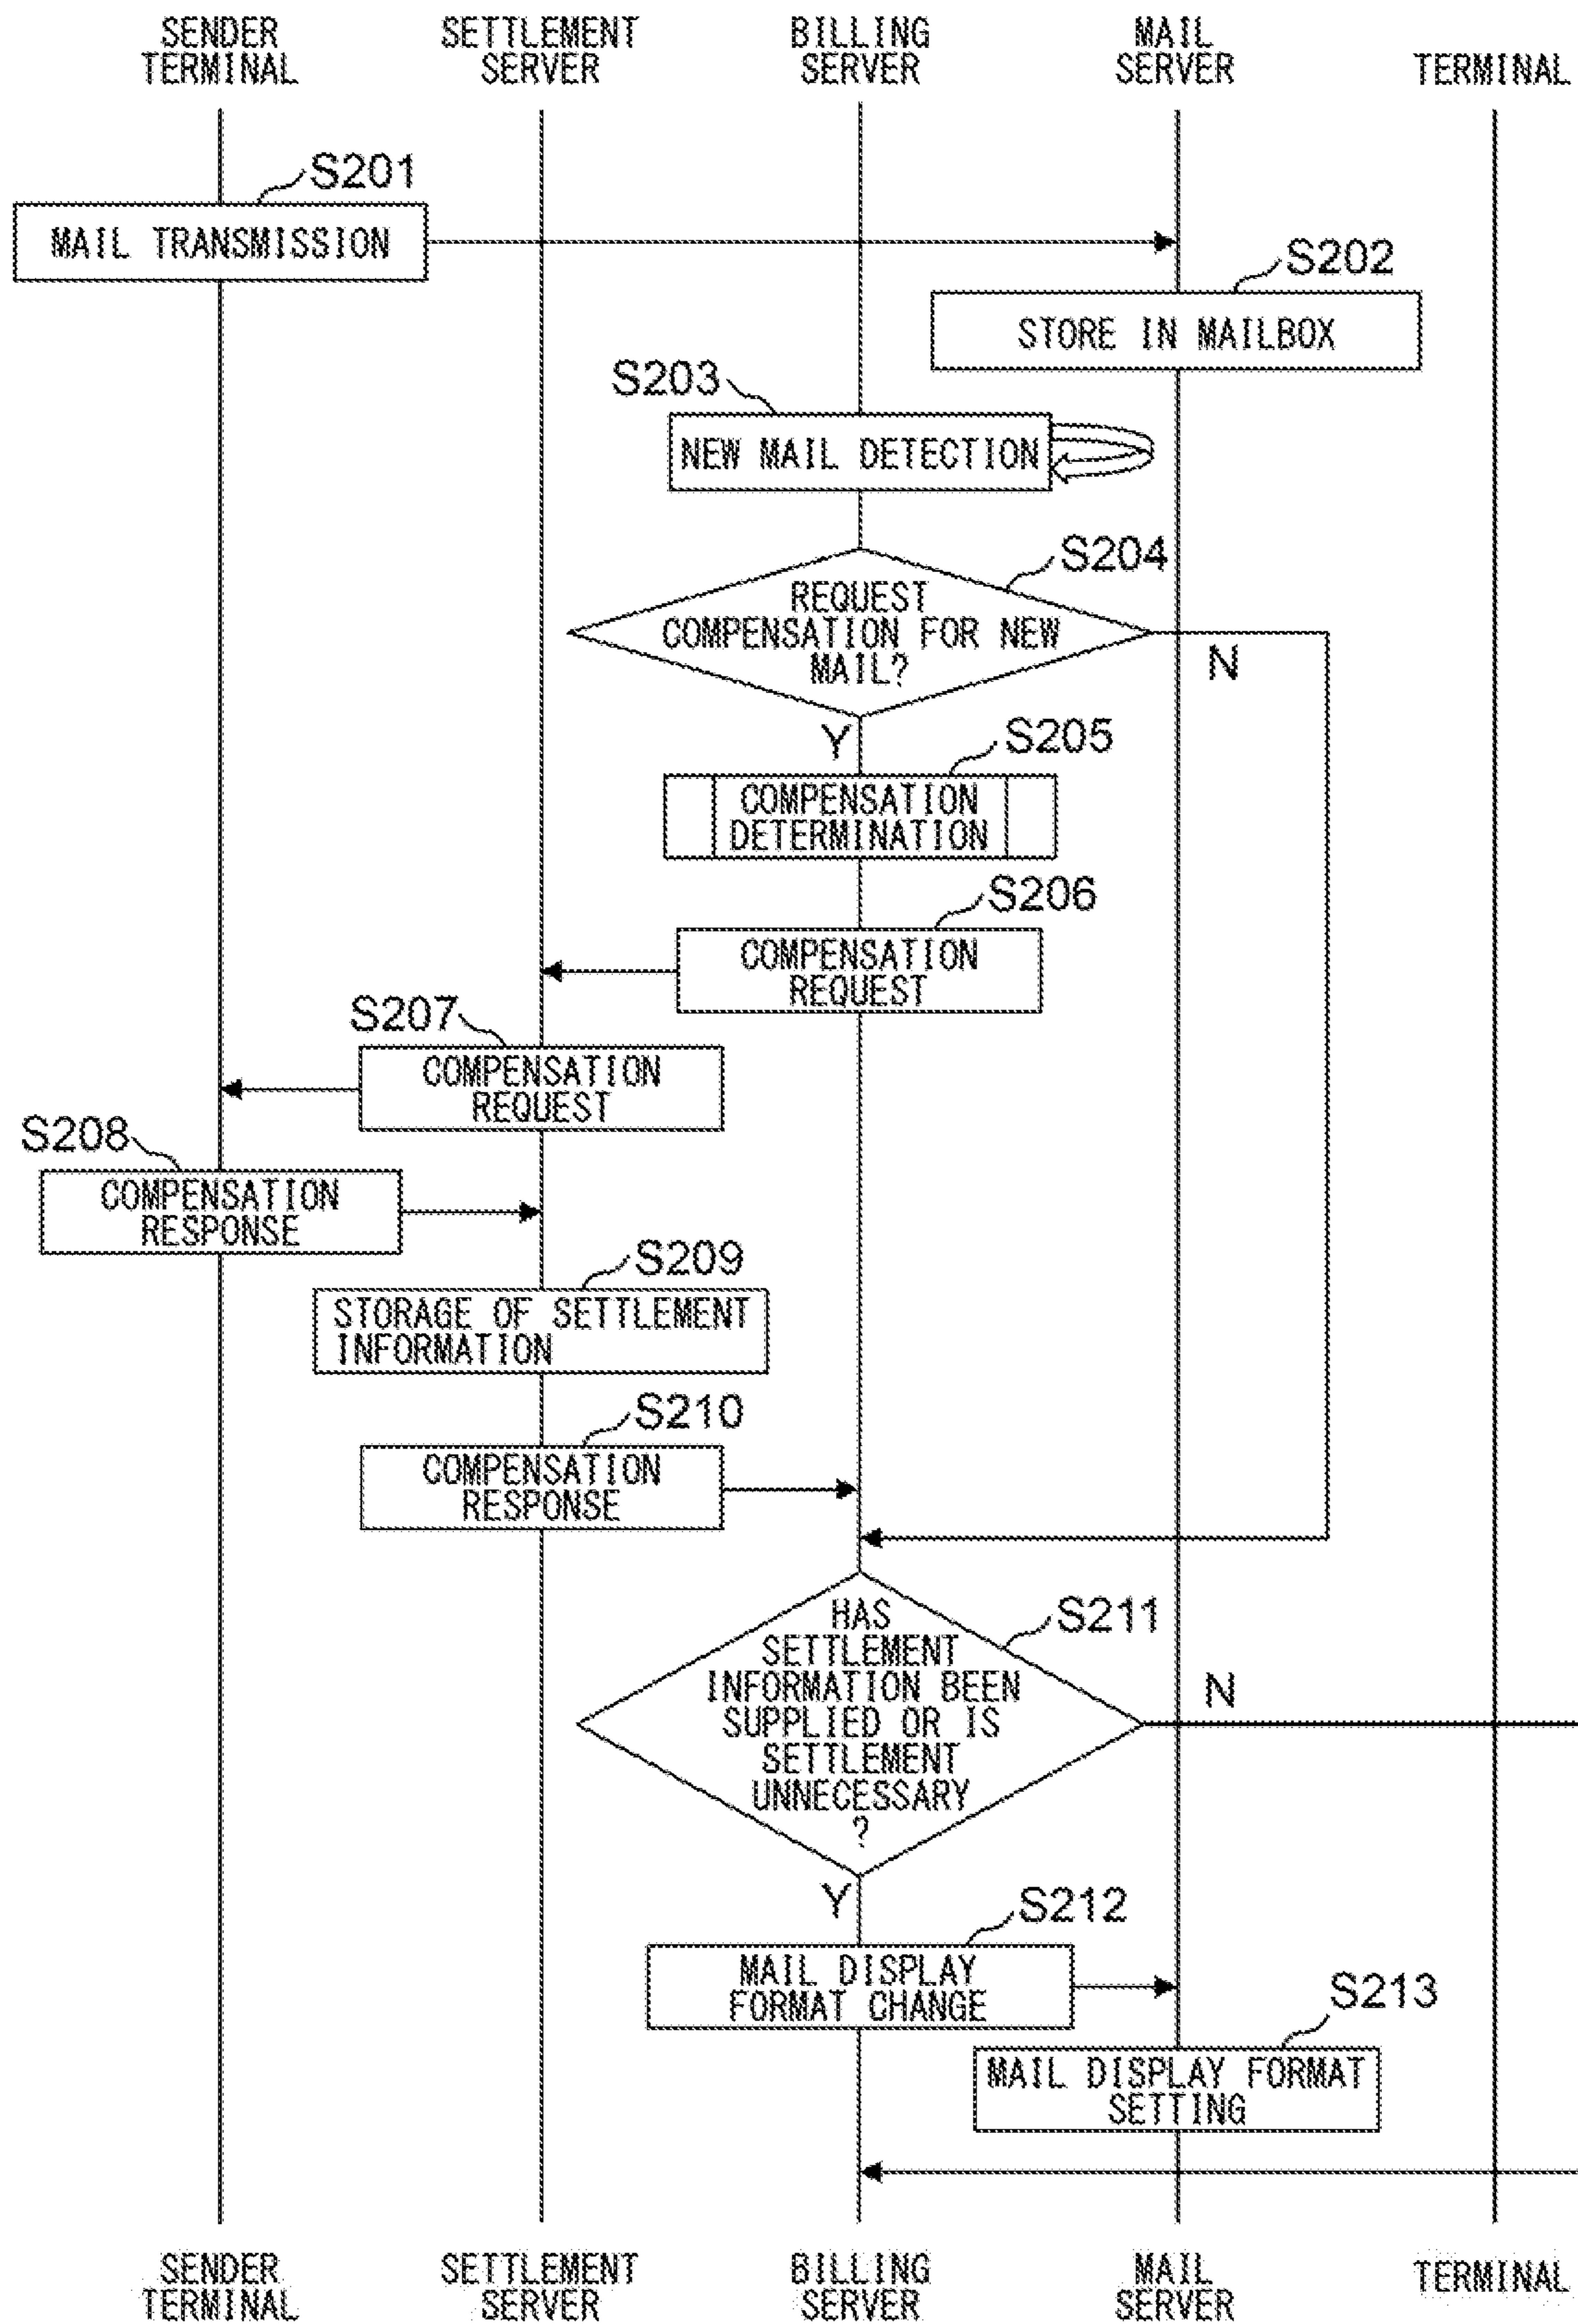 SENDER
TERMINAL
SETTLEMENT
SERVER
BILLING
SERVER
MAIL
SERVER
TERMINAL
S201
MAIL TRANSMISSION
S202
STORE IN MAILBOX
S203
NEW MAIL DETECTION
S204
REQUEST
COMPENSATION FOR NEW
MAIL?
N
Y
S205
COMPENSATION
DETERMINATION
S206
COMPENSATION
REQUEST
S207
COMPENSATION
REQUEST
S208
COMPENSATION
RESPONSE
S209
STORAGE OF SETTLEMENT
INFORMATION
S210
COMPENSATION
RESPONSE
S211
HAS
SETTLEMENT
INFORMATION BEEN
SUPPLIED OR IS
SETTLEMENT
UNNECESSARY
?
N
Y
S212
MAIL DISPLAY
FORMAT CHANGE
S213
MAIL DISPLAY FORMAT
SETTING
SENDER
TERMINAL
SETTLEMENT
SERVER
BILLING
SERVER
MAIL
SERVER
TERMINAL